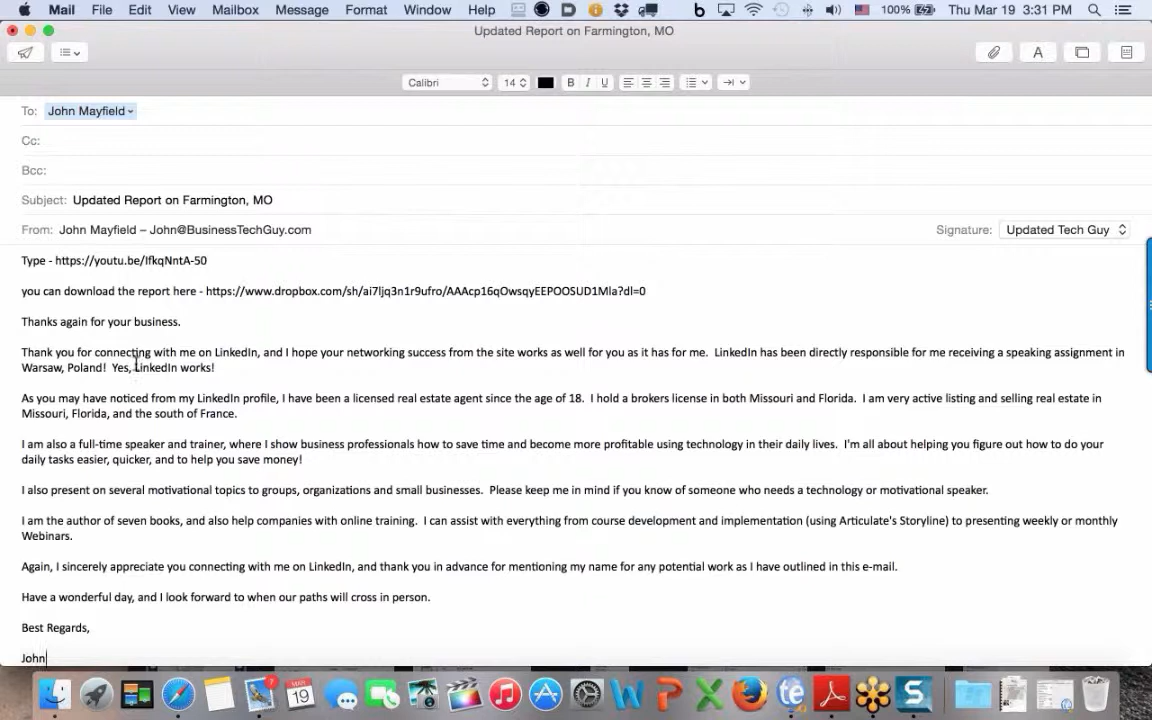 Mail File Edit View Mailbox Message Format Window Help 100% Thu Mar 19 3:31 PM
Updated Report on Farmington, MO
A
Calibri 14 B I U
To: John Mayfield
Cc:
Bcc:
Subject: Updated Report on Farmington, MO
From: John Mayfield – John@BusinessTechGuy.com Signature: Updated Tech Guy
Type - https://youtu.be/IfkqNntA-50
you can download the report here - https://www.dropbox.com/sh/ai7ljq3n1r9ufro/AAAcp16qOwsqyEEPOOSUD1Mla?dl=0
Thanks again for your business.
Thank you for connecting with me on LinkedIn, and I hope your networking success from the site works as well for you as it has for me.  LinkedIn has been directly responsible for me receiving a speaking assignment in
Warsaw, Poland!  Yes, LinkedIn works!
As you may have noticed from my LinkedIn profile, I have been a licensed real estate agent since the age of 18.  I hold a brokers license in both Missouri and Florida.  I am very active listing and selling real estate in
Missouri, Florida, and the south of France.
I am also a full-time speaker and trainer, where I show business professionals how to save time and become more profitable using technology in their daily lives.  I'm all about helping you figure out how to do your
daily tasks easier, quicker, and to help you save money!
I also present on several motivational topics to groups, organizations and small businesses.  Please keep me in mind if you know of someone who needs a technology or motivational speaker.
I am the author of seven books, and also help companies with online training.  I can assist with everything from course development and implementation (using Articulate's Storyline) to presenting weekly or monthly
Webinars.
Again, I sincerely appreciate you connecting with me on LinkedIn, and thank you in advance for mentioning my name for any potential work as I have outlined in this e-mail.
Have a wonderful day, and I look forward to when our paths will cross in person.
Best Regards,
John
7
MAR
19
W P X te S